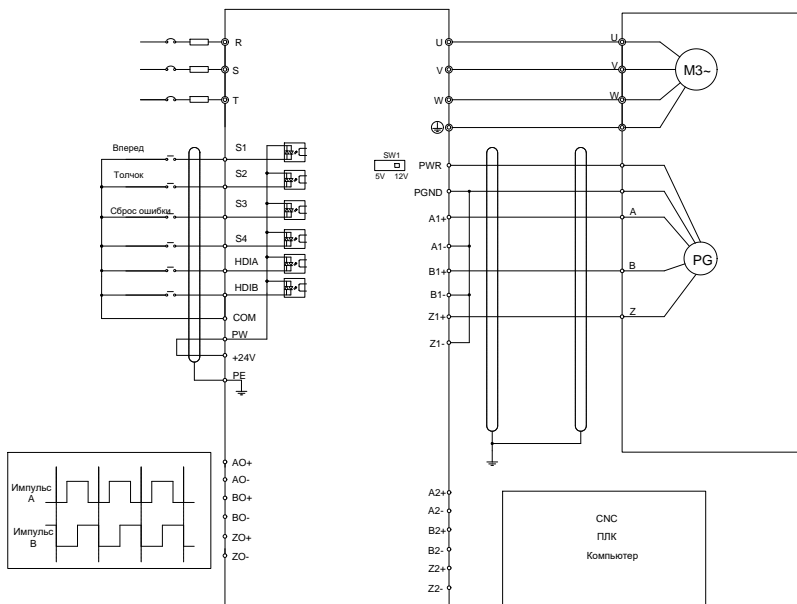 R
S
T
Вперед
Толчок
Сброс ошибки
S1
S2
S3
S4
HDIA
HDIB
COM
PW
+24V
PE
SW1
5V 12V
U
V
W
PWR
PGND
A1+
A1-
B1+
B1-
Z1+
Z1-
U
V
W
M3~
A
B
Z
PG
Импульс
A
Импульс
B
AO+
AO-
BO+
BO-
ZO+
ZO-
A2+
A2-
B2+
B2-
Z2+
Z2-
CNC
ПЛК
Компьютер